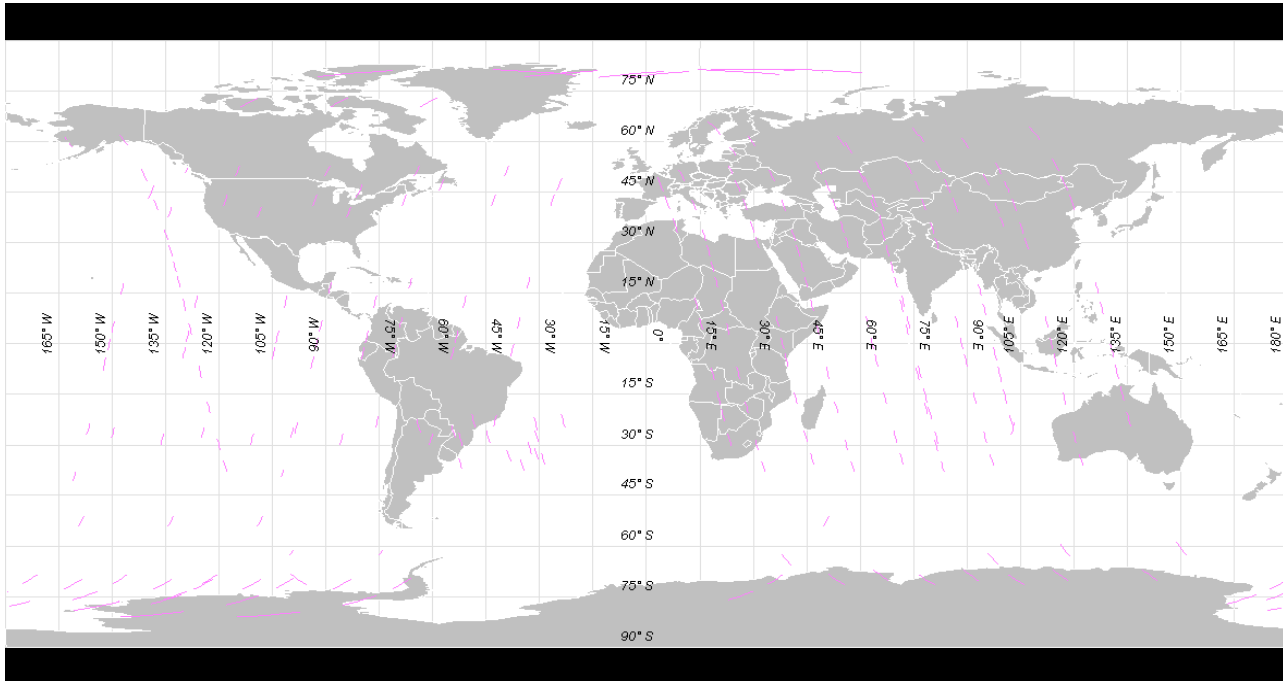 75° N
60° N
45° N
30° N
15° N
165° W
150° W
135° W
120° W
105° W
90° W
75° W
60° W
45° W
30° W
15° W
0°
15° E
30° E
45° E
60° E
75° E
90° E
105° E
120° E
135° E
150° E
165° E
180° E
15° S
30° S
45° S
60° S
75° S
90° S